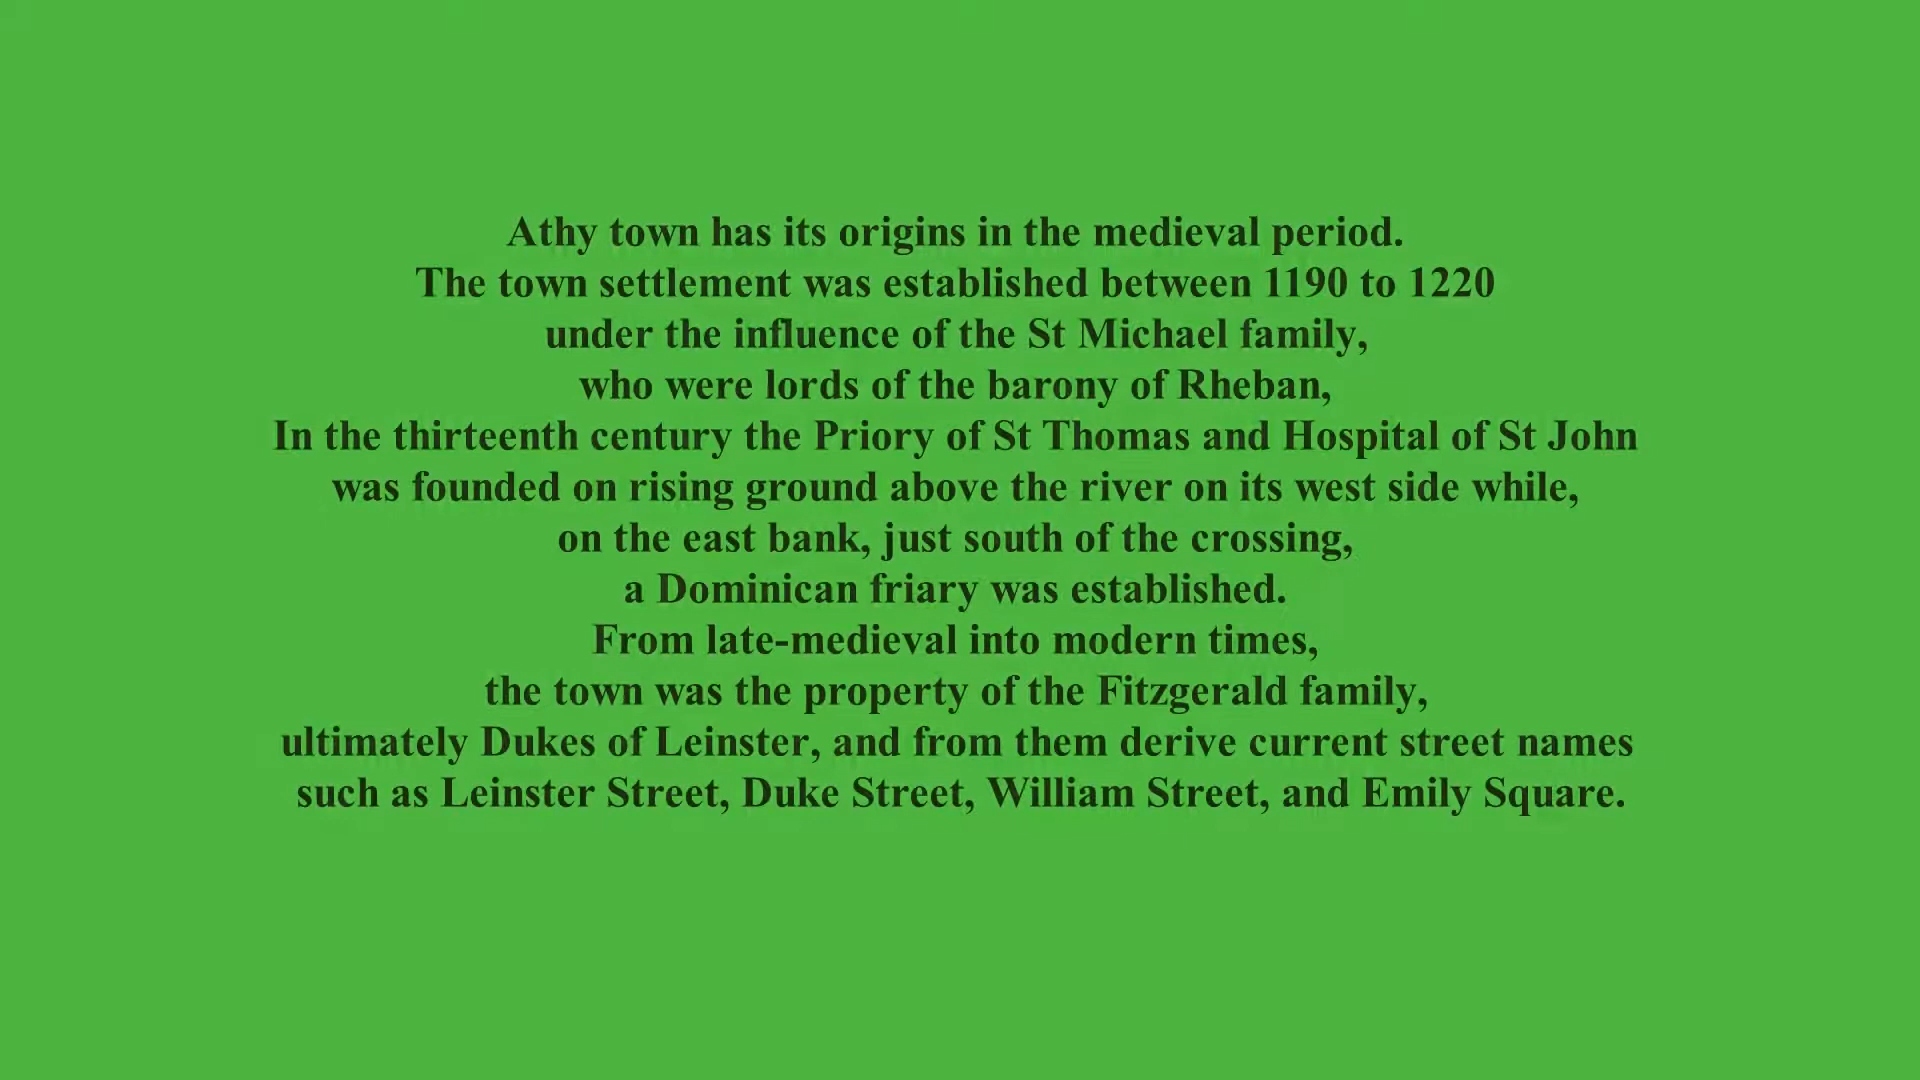 Athy town has its origins in the medieval period.
The town settlement was established between 1190 to 1220
under the influence of the St Michael family,
who were lords of the barony of Rheban,
In the thirteenth century the Priory of St Thomas and Hospital of St John
was founded on rising ground above the river on its west side while,
on the east bank, just south of the crossing,
a Dominican friary was established.
From late-medieval into modern times,
the town was the property of the Fitzgerald family,
ultimately Dukes of Leinster, and from them derive current street names
such as Leinster Street, Duke Street, William Street, and Emily Square.